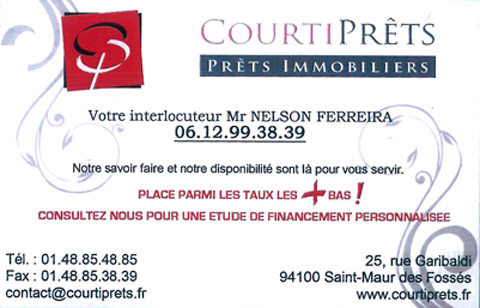 COURTIPRÊTS
PRÊTS IMMOBILIERS
Votre interlocuteur Mr NELSON FERREIRA
06.12.99.38.39
Notre savoir faire et notre disponibilité sont là pour vous servir.
PLACE PARMI LES TAUX LES + BAS !
CONSULTEZ NOUS POUR UNE ETUDE DE FINANCEMENT PERSONNALISEE
Tél. : 01.48.85.48.85
Fax : 01.48.85.38.39
contact@courtiprets.fr
25, rue Garibaldi
94100 Saint-Maur des Fossés
www.courtiprets.fr